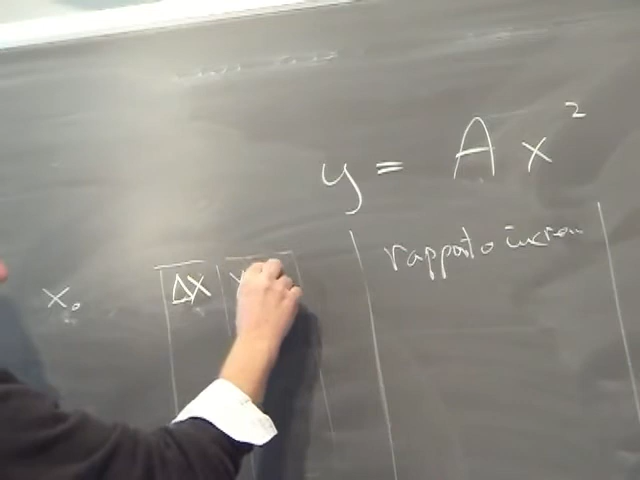 y = A x²
rapporto increm
x₀ Δx